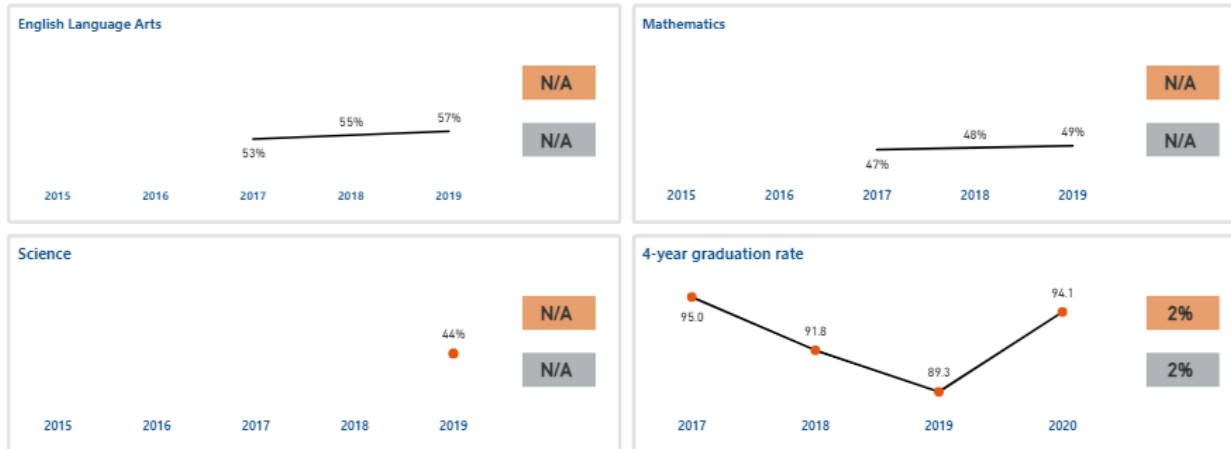 English Language Arts
N/A
57%
55%
N/A
53%
2015 2016 2017 2018 2019
Mathematics
N/A
49%
48%
N/A
47%
2015 2016 2017 2018 2019
Science
N/A
44%
N/A
2015 2016 2017 2018 2019
4-year graduation rate
94.1
2%
95.0
91.8
2%
89.3
2017 2018 2019 2020